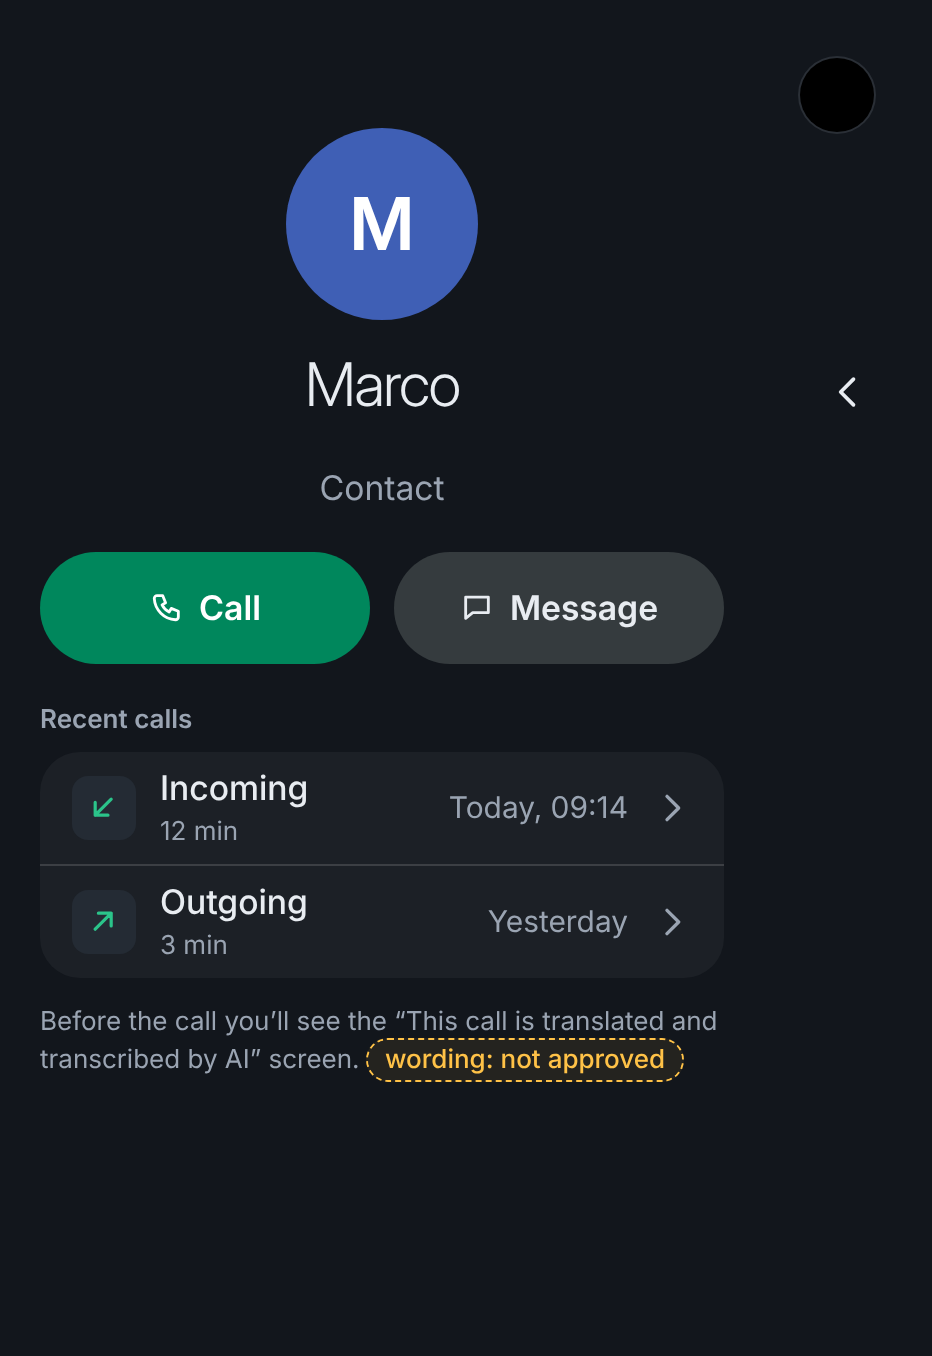 M
Marco
Contact
Call
Message
Recent calls
Incoming
12 min
Today, 09:14
Outgoing
3 min
Yesterday
Before the call you’ll see the “This call is translated and
transcribed by AI” screen. wording: not approved